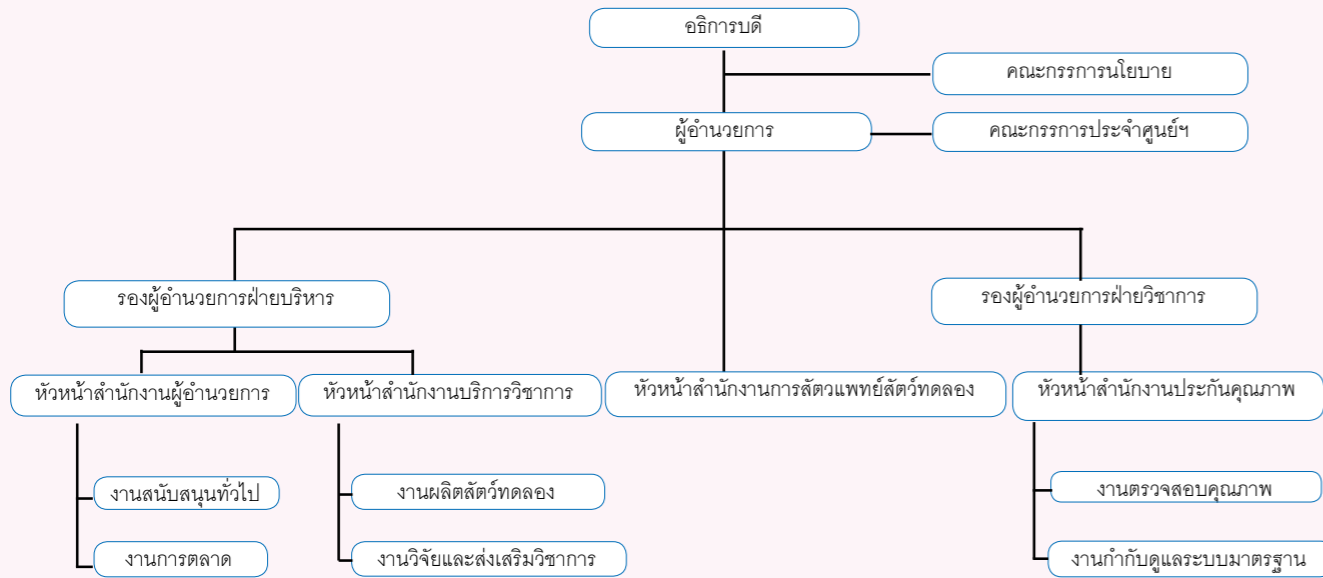 อธิการบดี
คณะกรรการนโยบาย
ผู้อำนวยการ
คณะกรรการประจำศูนย์ฯ
รองผู้อำนวยการฝ่ายบริหาร
รองผู้อำนวยการฝ่ายวิชาการ
หัวหน้าสำนักงานผู้อำนวยการ
หัวหน้าสำนักงานบริการวิชาการ
หัวหน้าสำนักงานการสัตวแพทย์สัตว์ทดลอง
หัวหน้าสำนักงานประกันคุณภาพ
งานสนับสนุนทั่วไป
งานผลิตสัตว์ทดลอง
งานตรวจสอบคุณภาพ
งานการตลาด
งานวิจัยและส่งเสริมวิชาการ
งานกำกับดูแลระบบมาตรฐาน